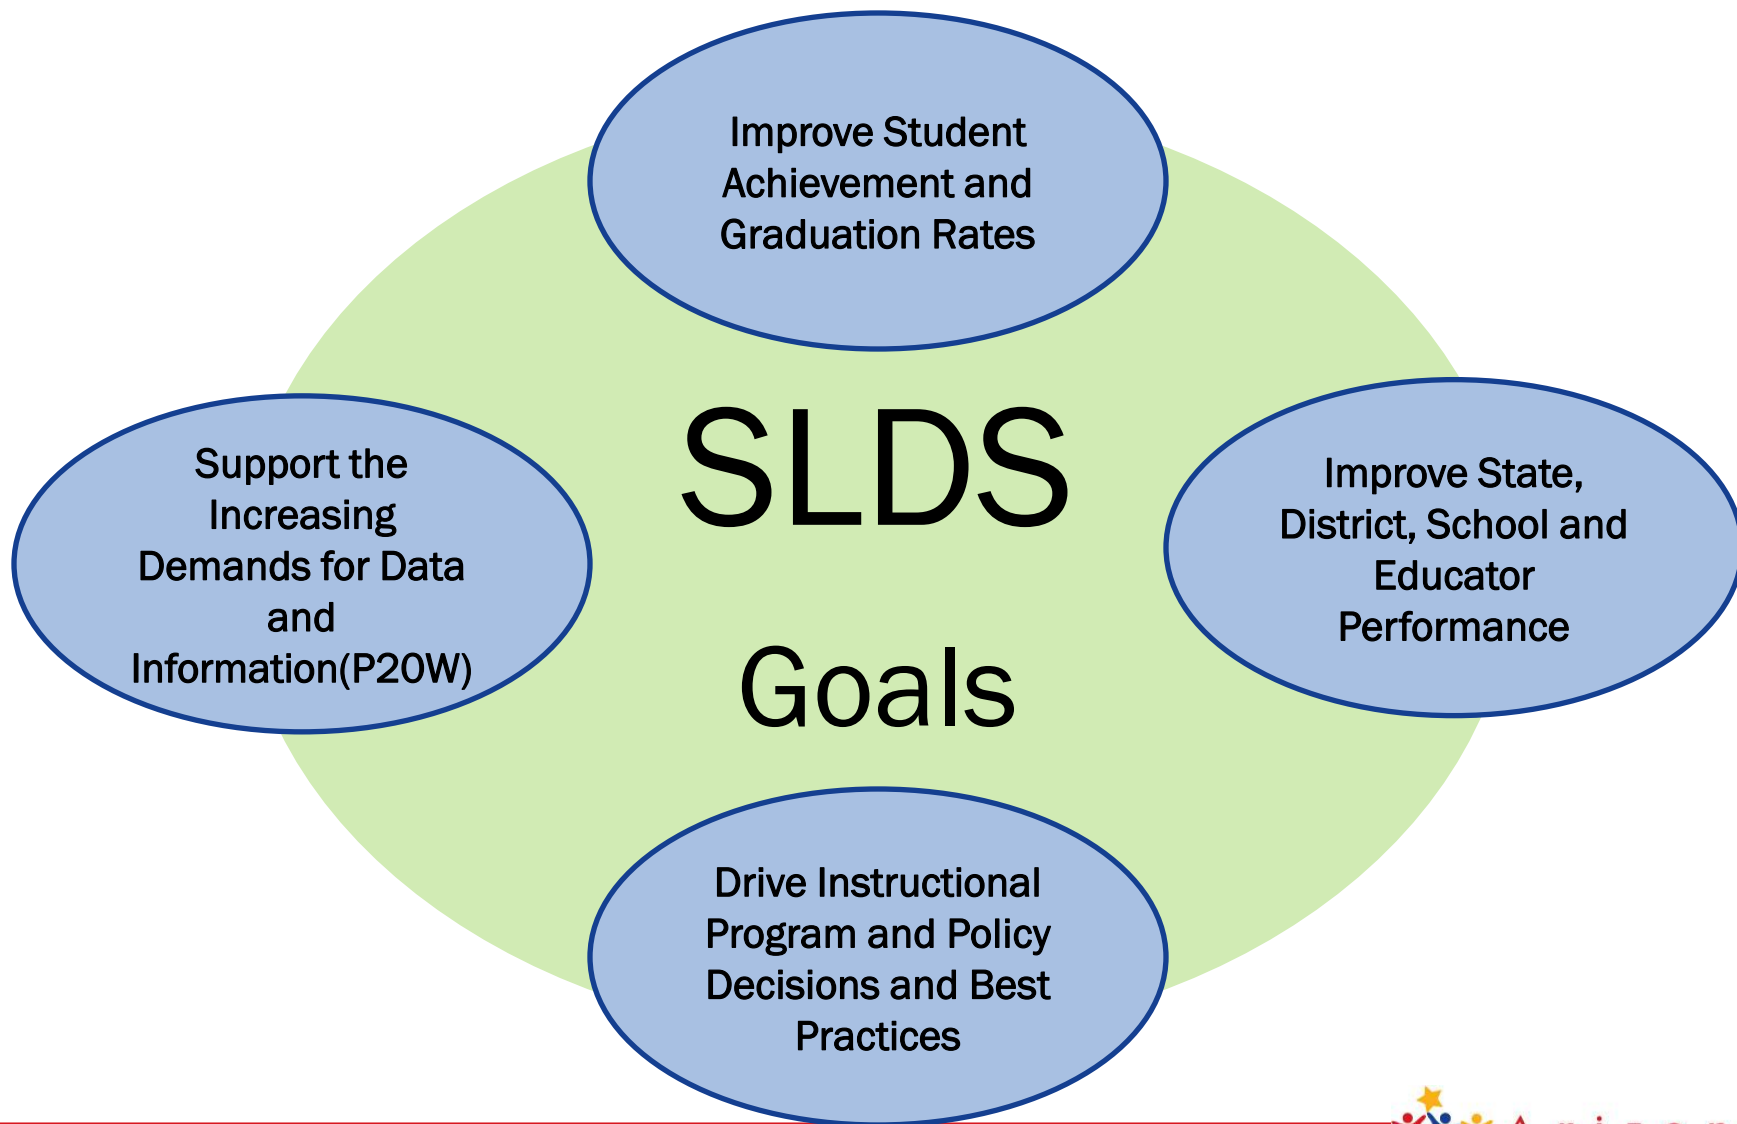 Improve Student
Achievement and
Graduation Rates
SLDS
Goals
Support the
Increasing
Demands for Data
and
Information(P20W)
Improve State,
District, School and
Educator
Performance
Drive Instructional
Program and Policy
Decisions and Best
Practices